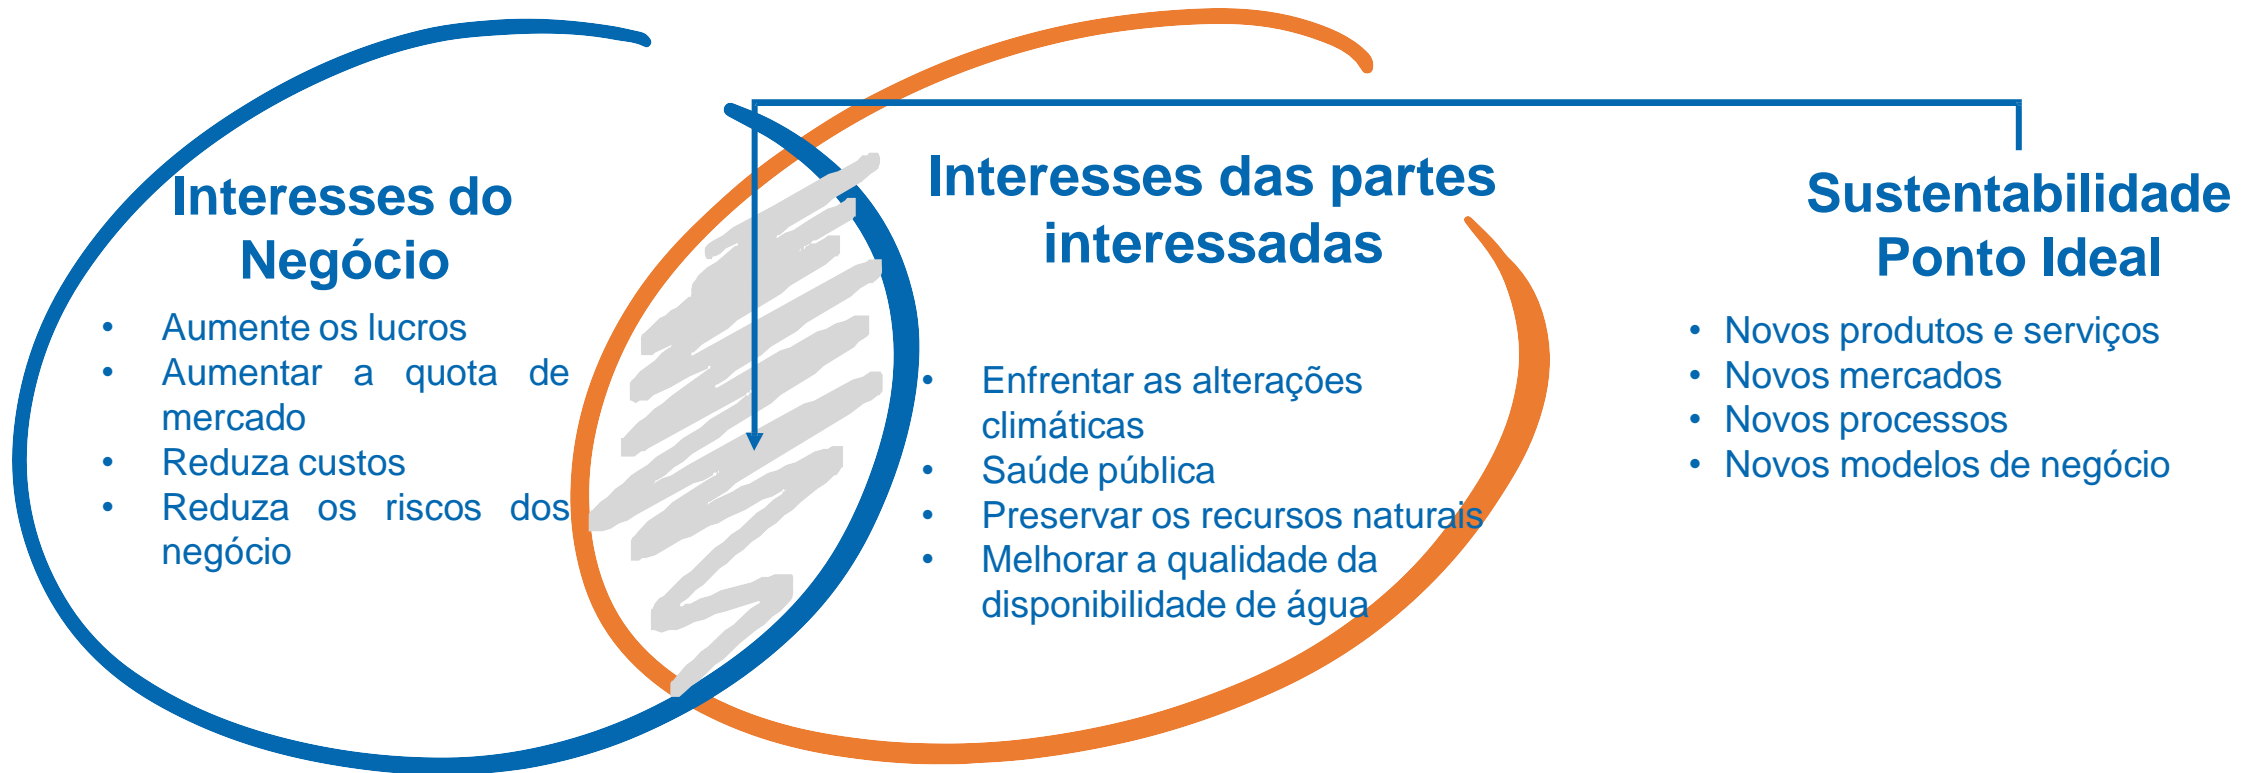 Interesses do
Negócio
• Aumente os lucros
• Aumentar a quota de
mercado
• Reduza custos
• Reduza os riscos dos
negócio
Interesses das partes
interessadas
• Enfrentar as alterações
climáticas
• Saúde pública
• Preservar os recursos naturais
• Melhorar a qualidade da
disponibilidade de água
Sustentabilidade
Ponto Ideal
• Novos produtos e serviços
• Novos mercados
• Novos processos
• Novos modelos de negócio